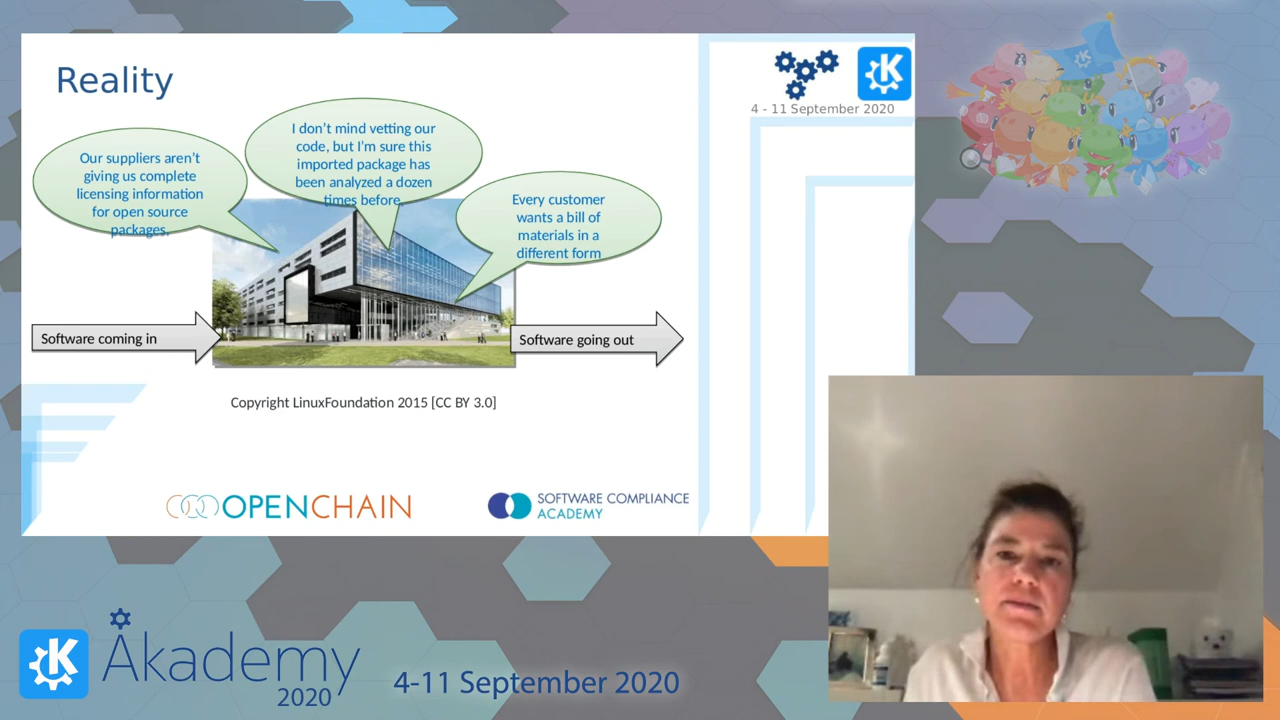 Reality
4 - 11 September 2020
Our suppliers aren't
giving us complete
licensing information
for open source
packages.
I don't mind vetting our
code, but I'm sure this
imported package has
been analyzed a dozen
times before.
Every customer
wants a bill of
materials in a
different form
Software coming in
Software going out
Copyright LinuxFoundation 2015 [CC BY 3.0]
OPENCHAIN
SOFTWARE COMPLIANCE
ACADEMY
Akademy
2020
4-11 September 2020